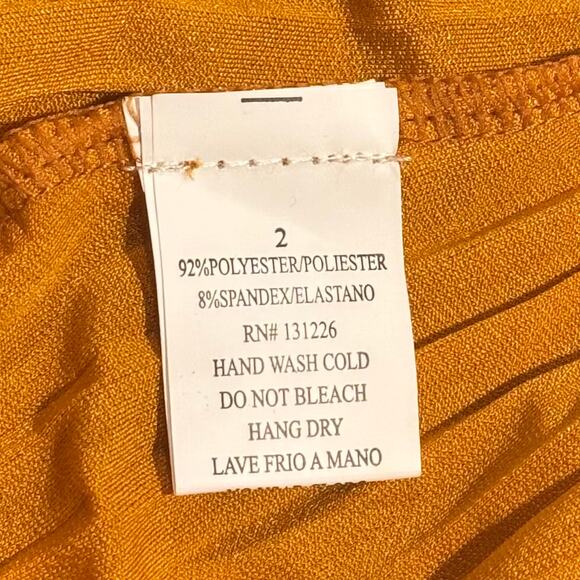 2
92%POLYESTER/POLIESTER
8%SPANDEX/ELASTANO
RN# 131226
HAND WASH COLD
DO NOT BLEACH
HANG DRY
LAVE FRIO A MANO